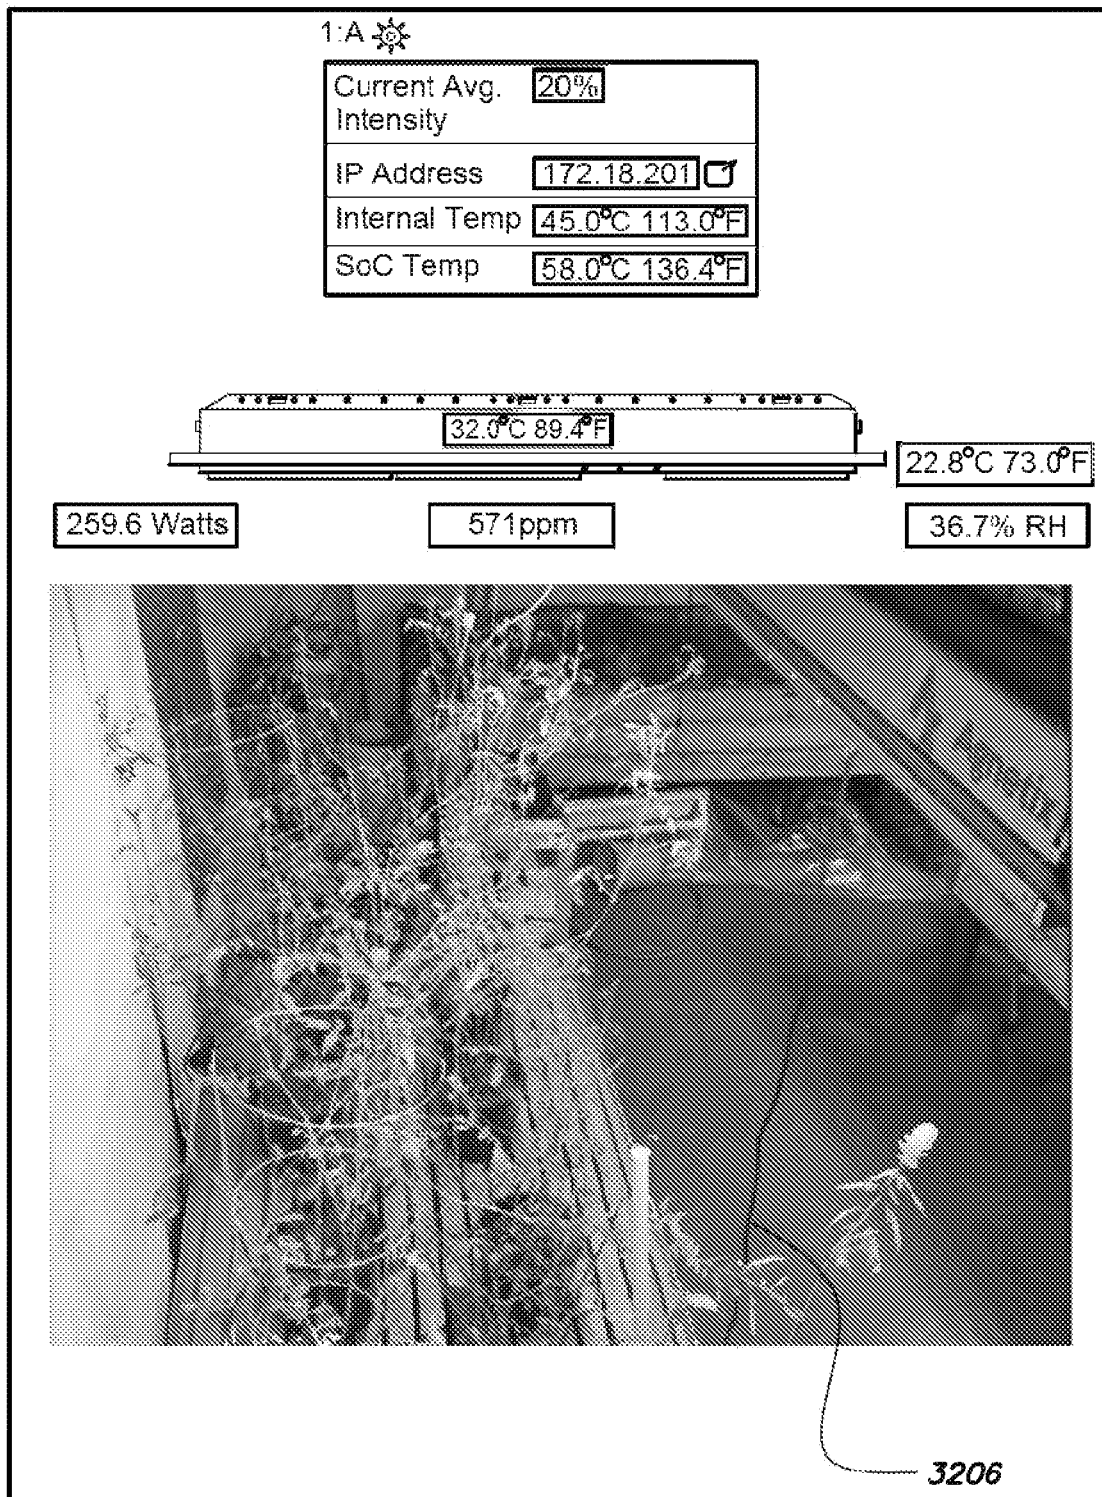 1:A
Current Avg. 20%
Intensity
IP Address 172.18.201
Internal Temp 45.0°C 113.0°F
SoC Temp 58.0°C 136.4°F
32.0°C 89.4°F
22.8°C 73.0°F
259.6 Watts 571ppm 36.7% RH
3206